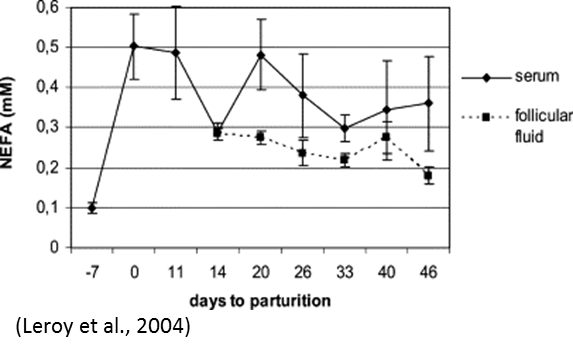 NEFA (mM)
0,6
0,5
0,4
0,3
0,2
0,1
0
-7 0 11 14 20 26 33 40 46
days to parturition
serum
follicular
fluid
(Leroy et al., 2004)